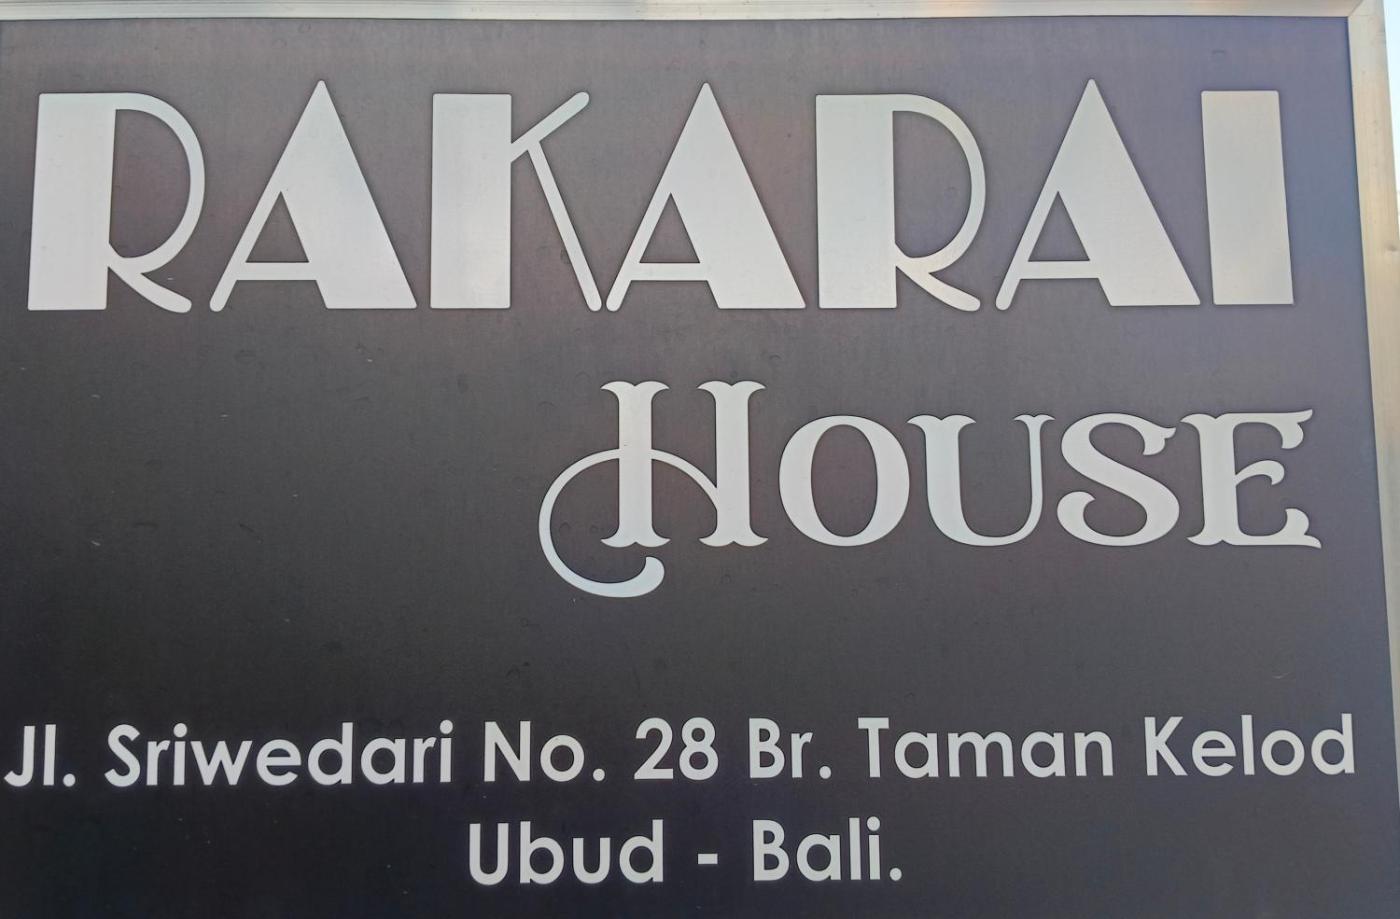 RAKARAI
HOUSE
Jl. Sriwedari No. 28 Br. Taman Kelod
Ubud - Bali.